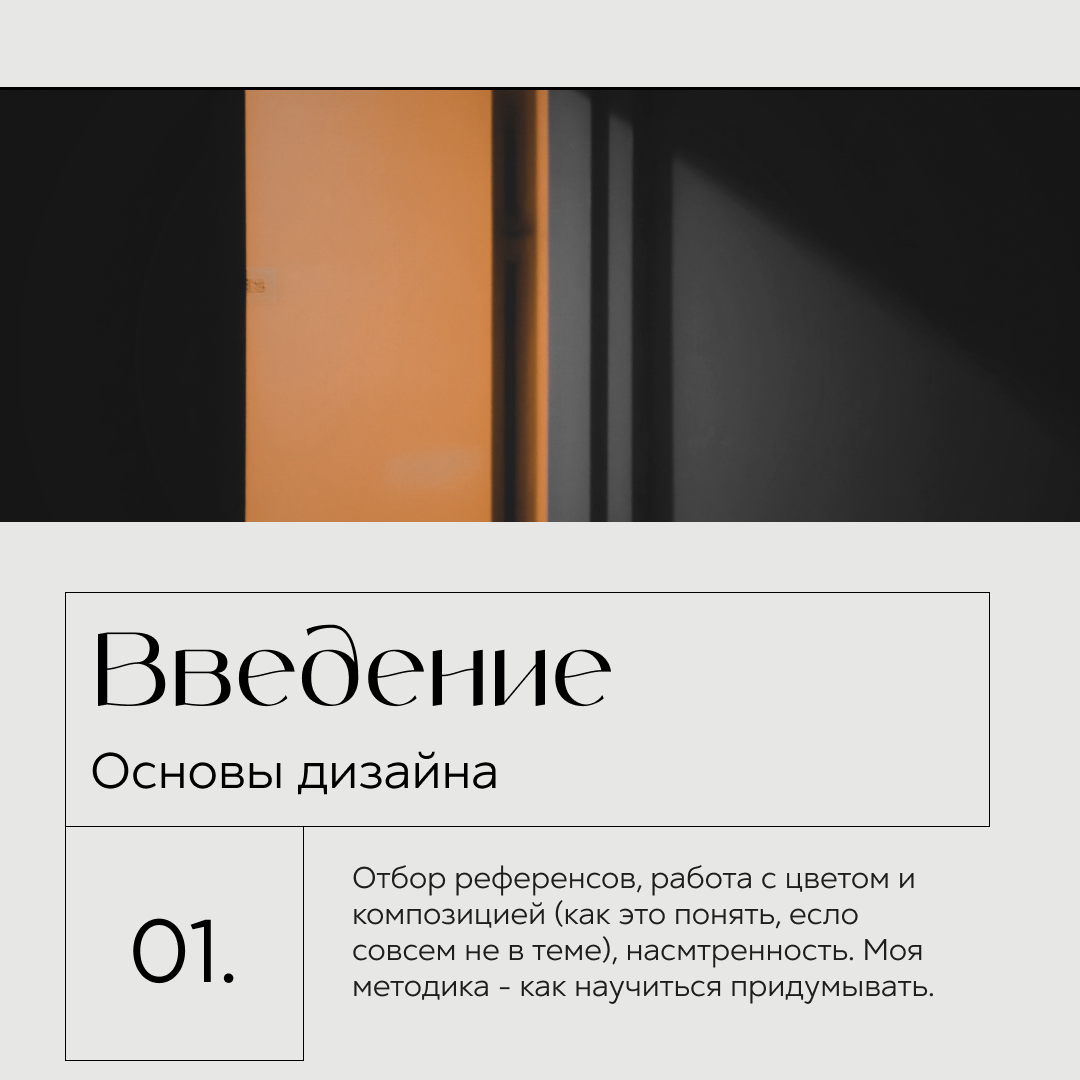 Введение
Основы дизайна
01.
Отбор референсов, работа с цветом и
композицией (как это понять, есло
совсем не в теме), насмтренность. Моя
методика - как научиться придумывать.